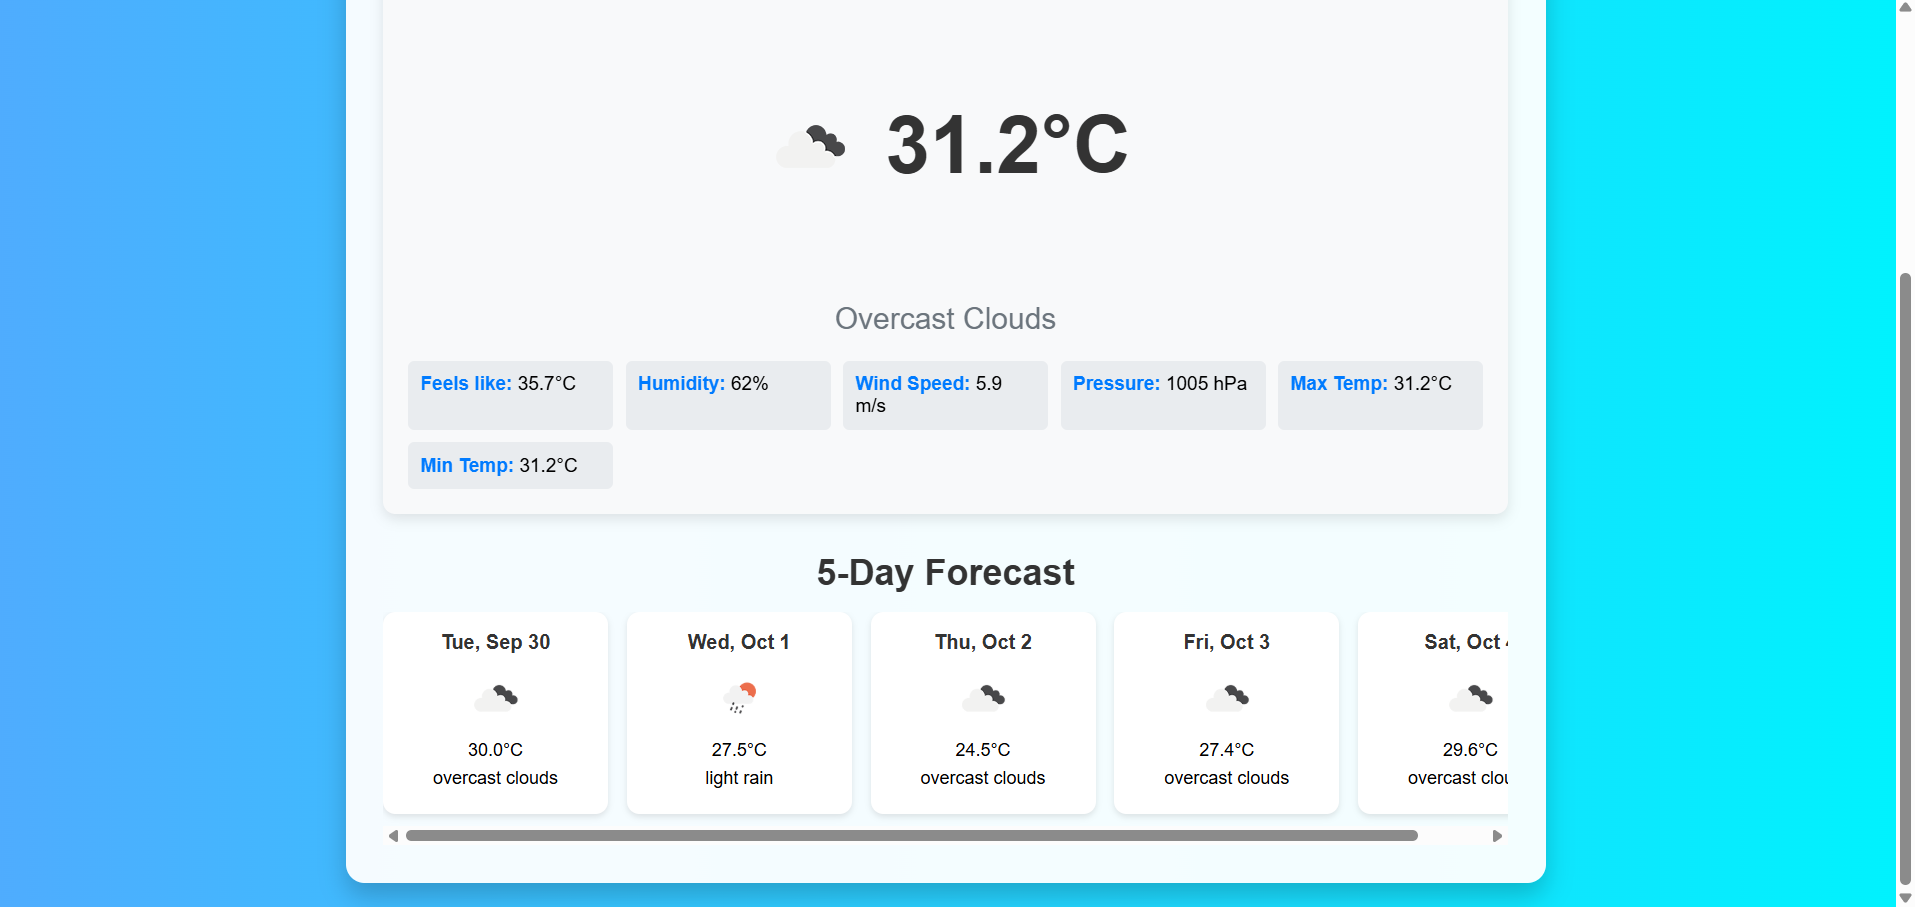 31.2°C
Overcast Clouds
Feels like: 35.7°C
Humidity: 62%
Wind Speed: 5.9
m/s
Pressure: 1005 hPa
Max Temp: 31.2°C
Min Temp: 31.2°C
5-Day Forecast
Tue, Sep 30
30.0°C
overcast clouds
Wed, Oct 1
27.5°C
light rain
Thu, Oct 2
24.5°C
overcast clouds
Fri, Oct 3
27.4°C
overcast clouds
Sat, Oct
29.6°C
overcast